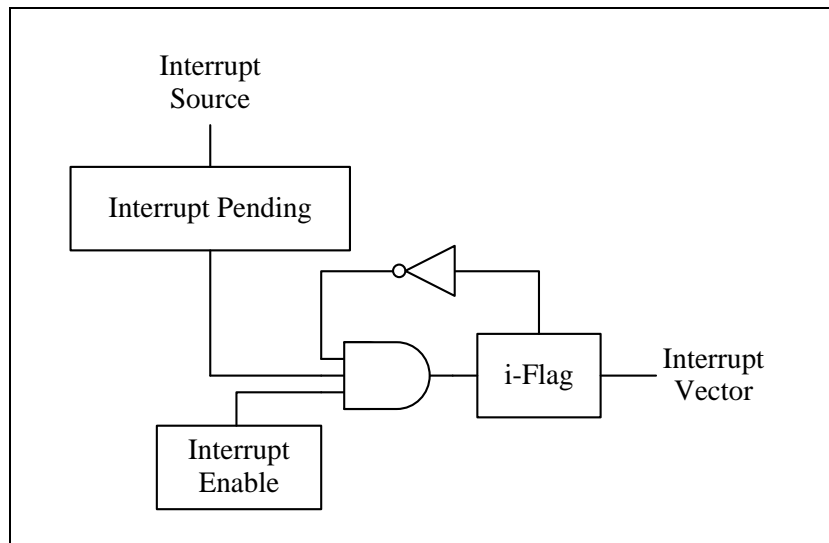 Interrupt
Source
Interrupt Pending
i-Flag
Interrupt
Vector
Interrupt
Enable